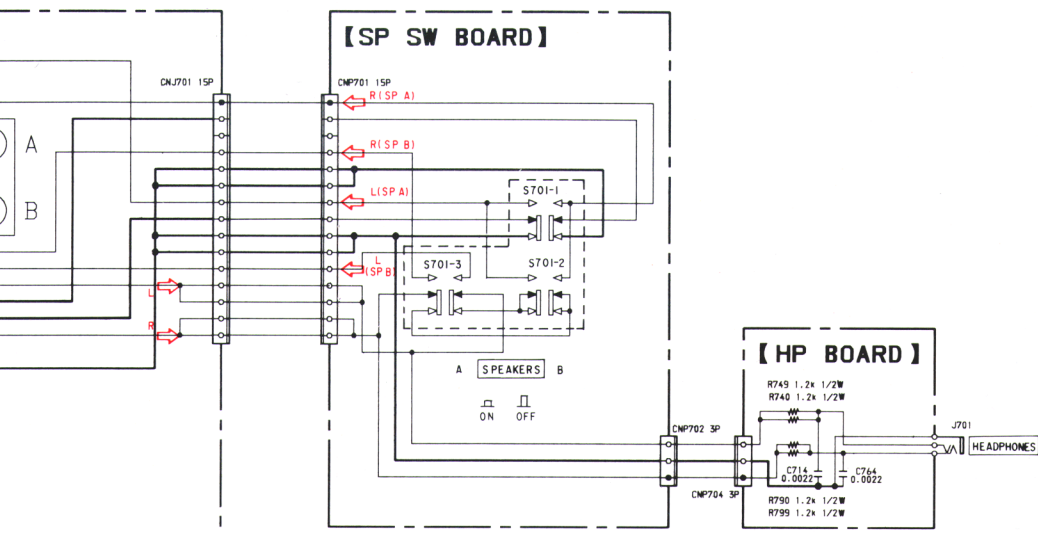 【SP SW BOARD】
CNJ701 15P
CNP701 15P
R(SP A)
A
R(SP B)
S701-1
L(SP A)
B
L
(SP B)
S701-3
S701-2
L
R
A
SPEAKERS
B
ON
OFF
【HP BOARD】
R749 1.2k 1/2W
R740 1.2k 1/2W
CNP702 3P
J701
HEADPHONES
C714
0.0022
C764
0.0022
CNP704 3P
R790 1.2k 1/2W
R799 1.2k 1/2W